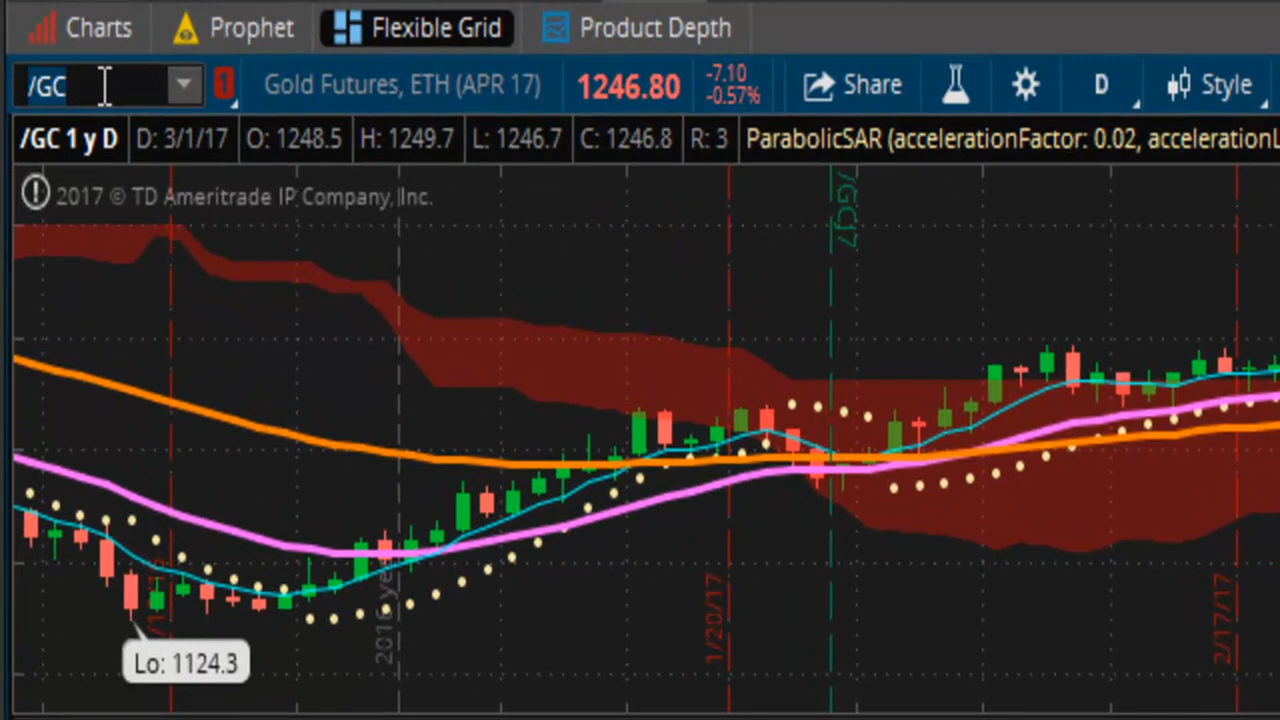 Charts Prophet Flexible Grid Product Depth
/GC 1 Gold Futures, ETH (APR 17) 1246.80 -7.10 -0.57% Share D Style
/GC 1 y D D: 3/1/17 O: 1248.5 H: 1249.7 L: 1246.7 C: 1246.8 R: 3 ParabolicSAR (accelerationFactor: 0.02, accelerationL
2017 © TD Ameritrade IP Company, Inc.
/GCJ7
1/20/17
2/17/17
2016 year
Lo: 1124.3